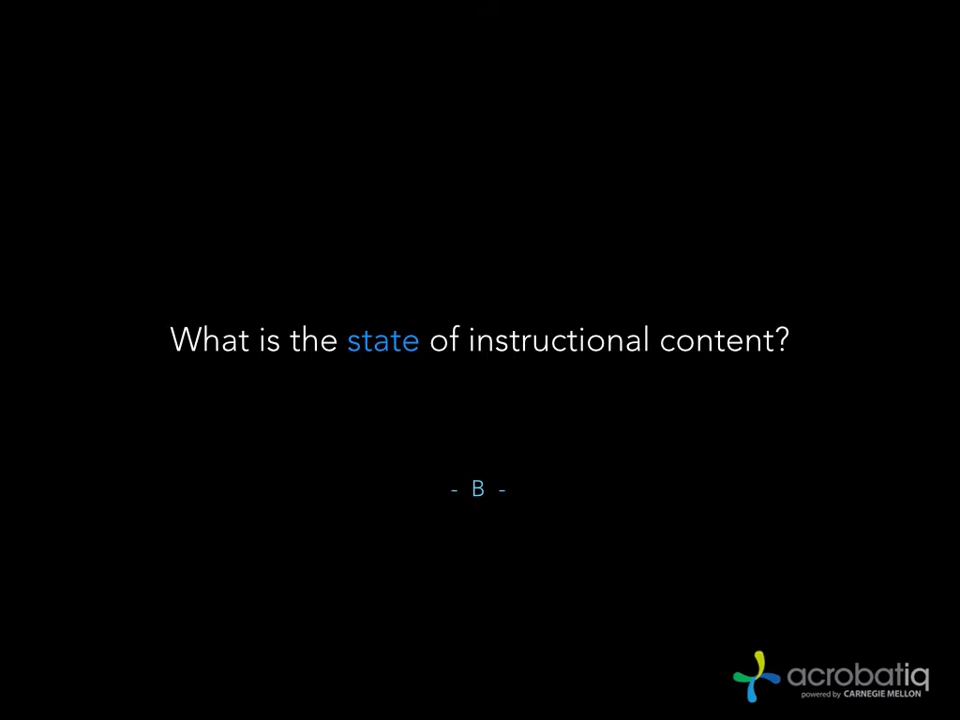 What is the state of instructional content?
- B -
acrobatiq
powered by CARNEGIE MELLON